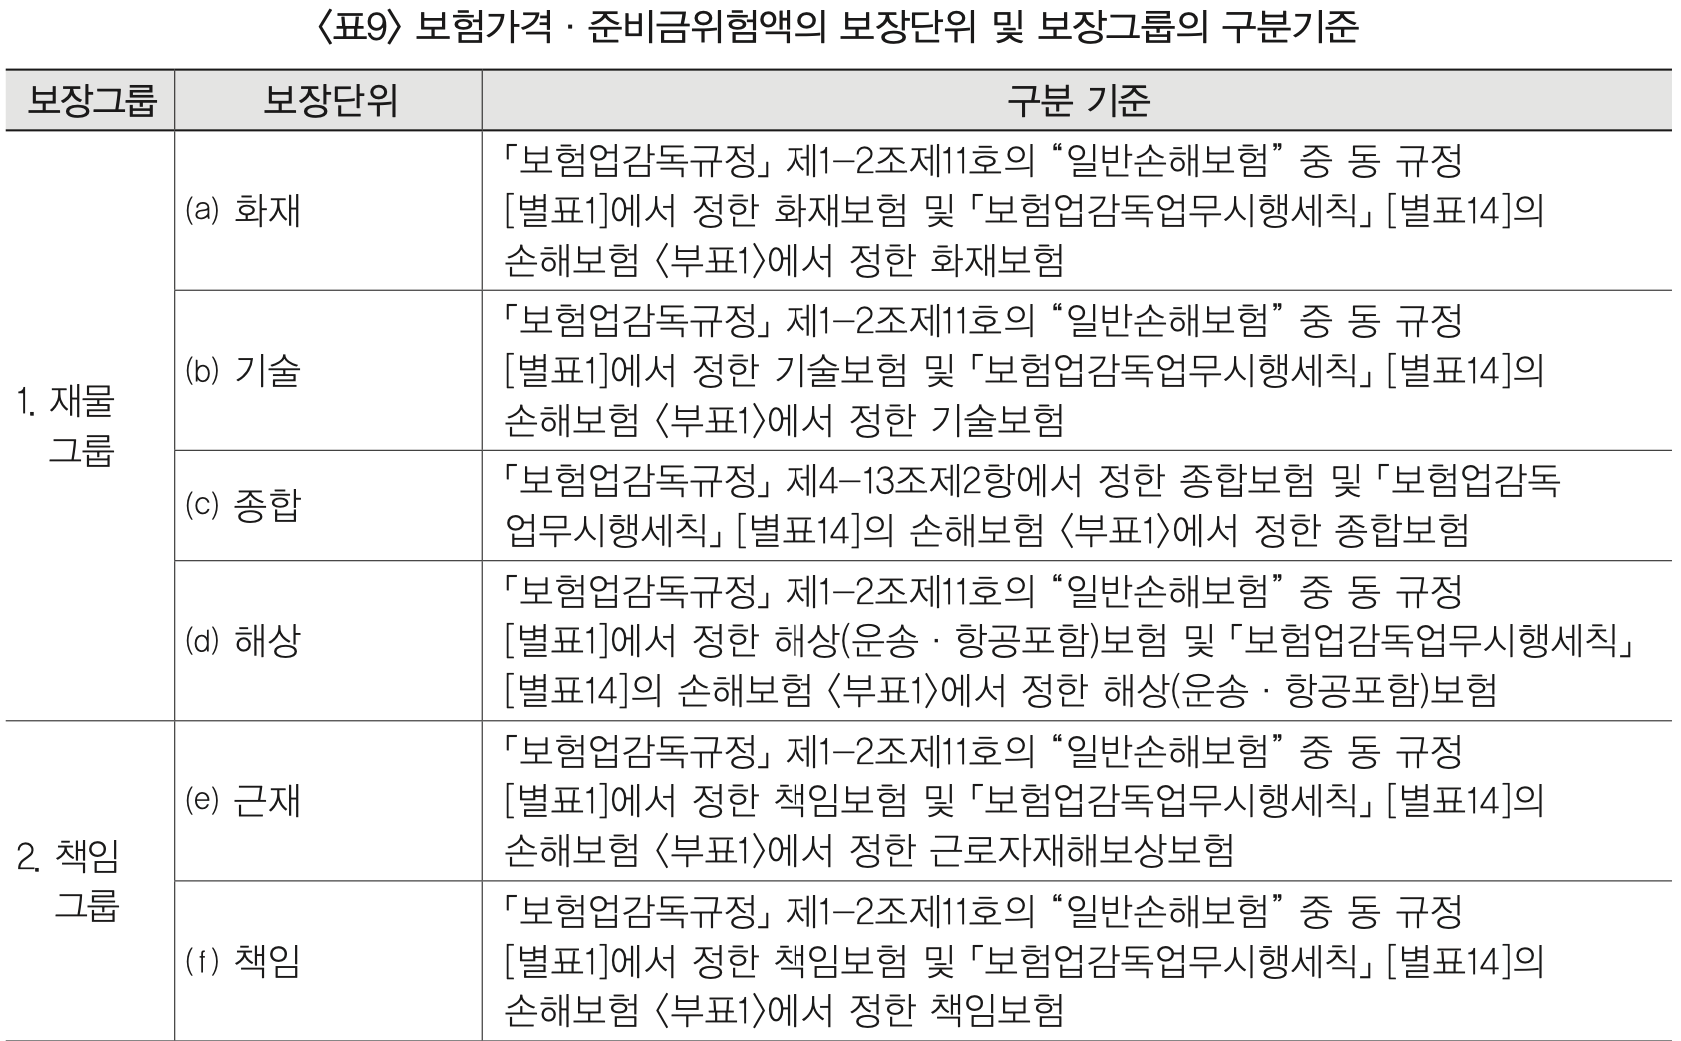 〈표9〉 보험가격·준비금위험액의 보장단위 및 보장그룹의 구분기준
보장그룹 보장단위 구분 기준
1. 재물
그룹
(a) 화재
「보험업감독규정」 제1-2조제11호의 “일반손해보험” 중 동 규정
[별표1]에서 정한 화재보험 및 「보험업감독업무시행세칙」 [별표14]의
손해보험 〈부표1〉에서 정한 화재보험
(b) 기술
「보험업감독규정」 제1-2조제11호의 “일반손해보험” 중 동 규정
[별표1]에서 정한 기술보험 및 「보험업감독업무시행세칙」 [별표14]의
손해보험 〈부표1〉에서 정한 기술보험
(c) 종합
「보험업감독규정」 제4-13조제2항에서 정한 종합보험 및 「보험업감독
업무시행세칙」 [별표14]의 손해보험 〈부표1〉에서 정한 종합보험
(d) 해상
「보험업감독규정」 제1-2조제11호의 “일반손해보험” 중 동 규정
[별표1]에서 정한 해상(운송·항공포함)보험 및 「보험업감독업무시행세칙」
[별표14]의 손해보험 〈부표1〉에서 정한 해상(운송·항공포함)보험
2. 책임
그룹
(e) 근재
「보험업감독규정」 제1-2조제11호의 “일반손해보험” 중 동 규정
[별표1]에서 정한 책임보험 및 「보험업감독업무시행세칙」 [별표14]의
손해보험 〈부표1〉에서 정한 근로자재해보상보험
(f) 책임
「보험업감독규정」 제1-2조제11호의 “일반손해보험” 중 동 규정
[별표1]에서 정한 책임보험 및 「보험업감독업무시행세칙」 [별표14]의
손해보험 〈부표1〉에서 정한 책임보험